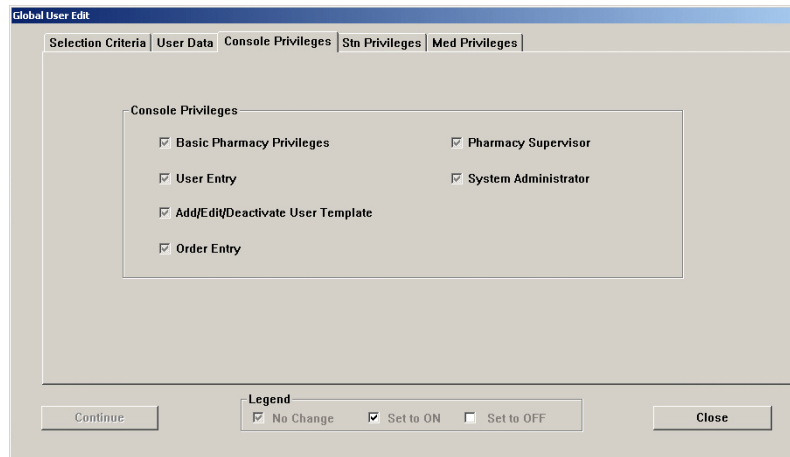 Global User Edit
Selection Criteria User Data Console Privileges Stn Privileges Med Privileges
Console Privileges
Basic Pharmacy Privileges Pharmacy Supervisor
User Entry System Administrator
Add/Edit/Deactivate User Template
Order Entry
Legend
Continue No Change Set to ON Set to OFF Close